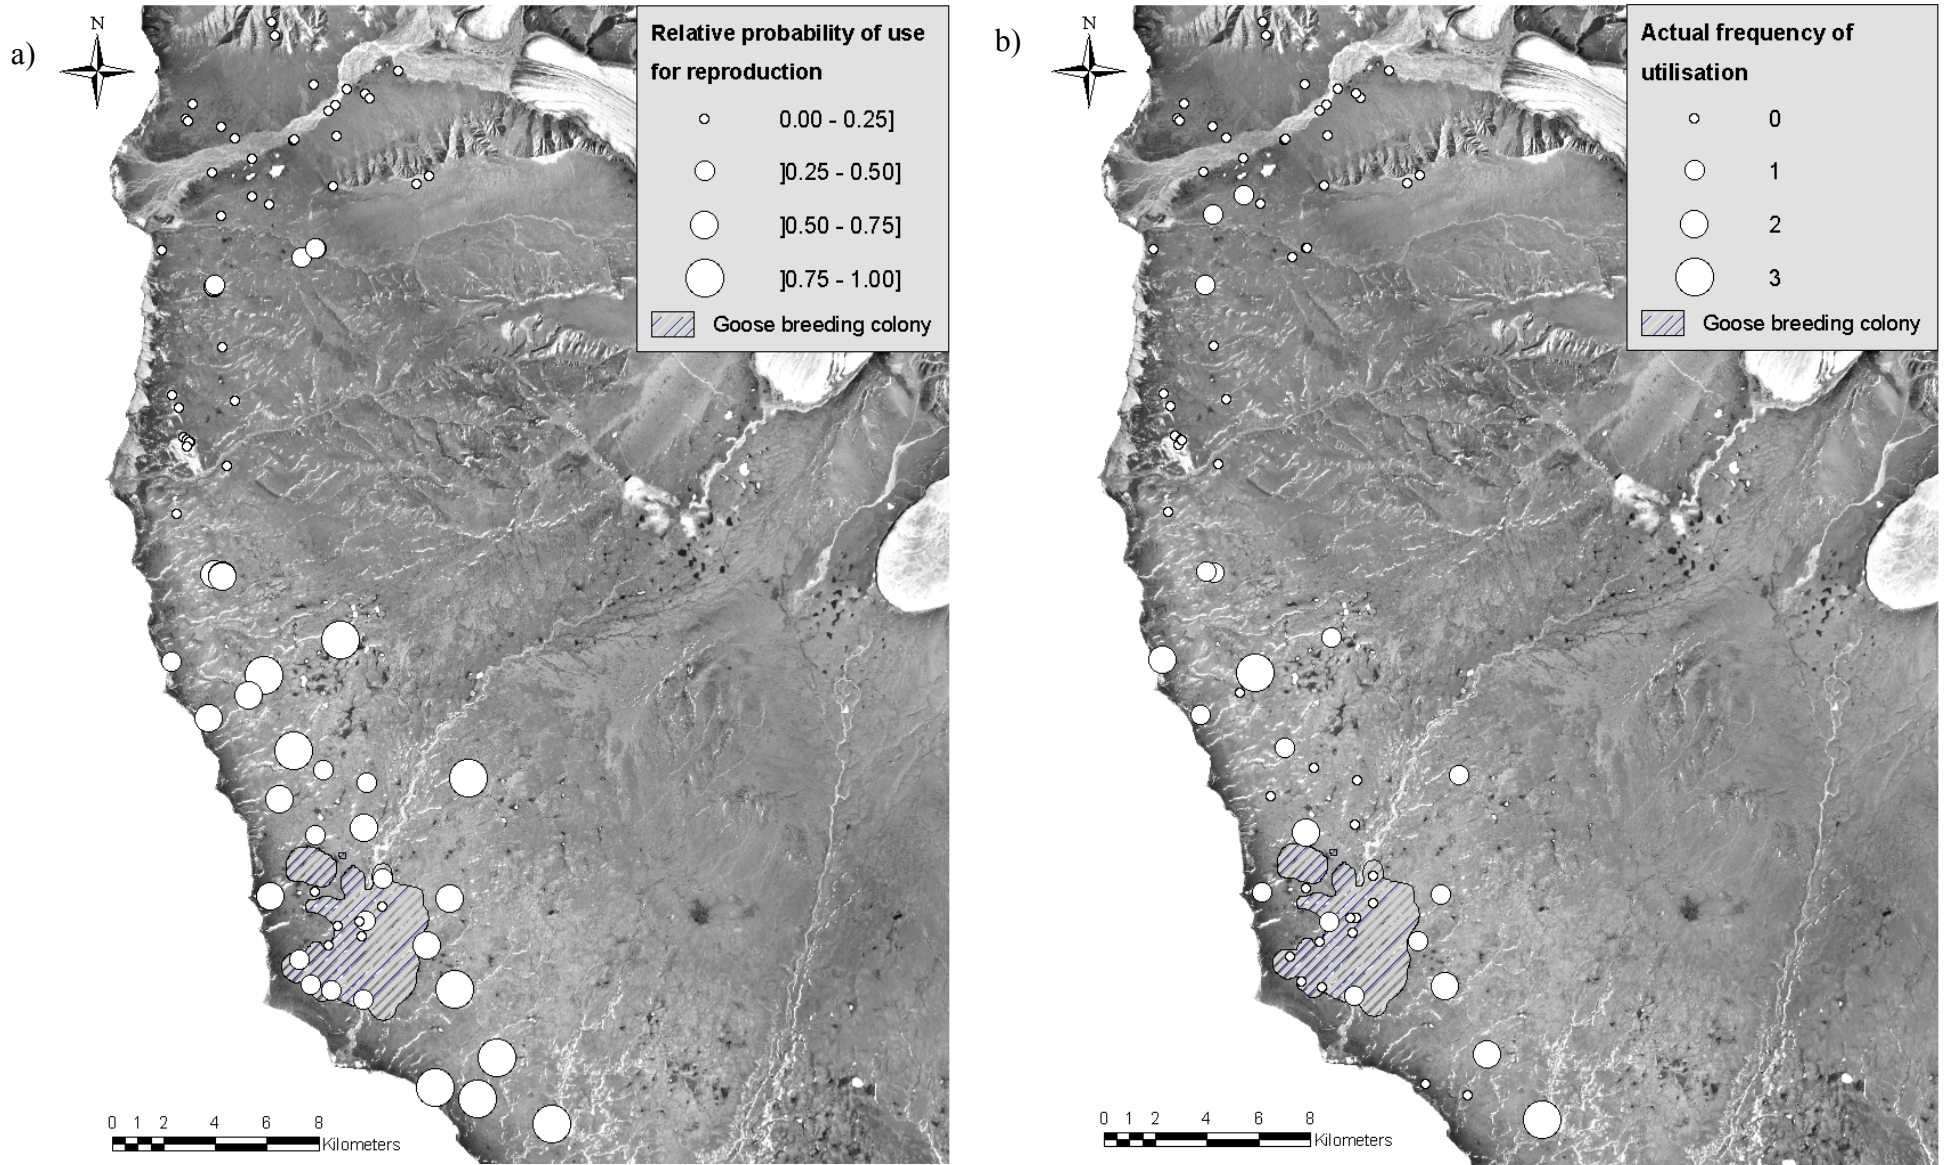 a)
N
Relative probability of use
for reproduction
0.00 - 0.25]
]0.25 - 0.50]
]0.50 - 0.75]
]0.75 - 1.00]
Goose breeding colony
0 1 2 4 6 8
Kilometers
b)
N
Actual frequency of
utilisation
0
1
2
3
Goose breeding colony
0 1 2 4 6 8
Kilometers